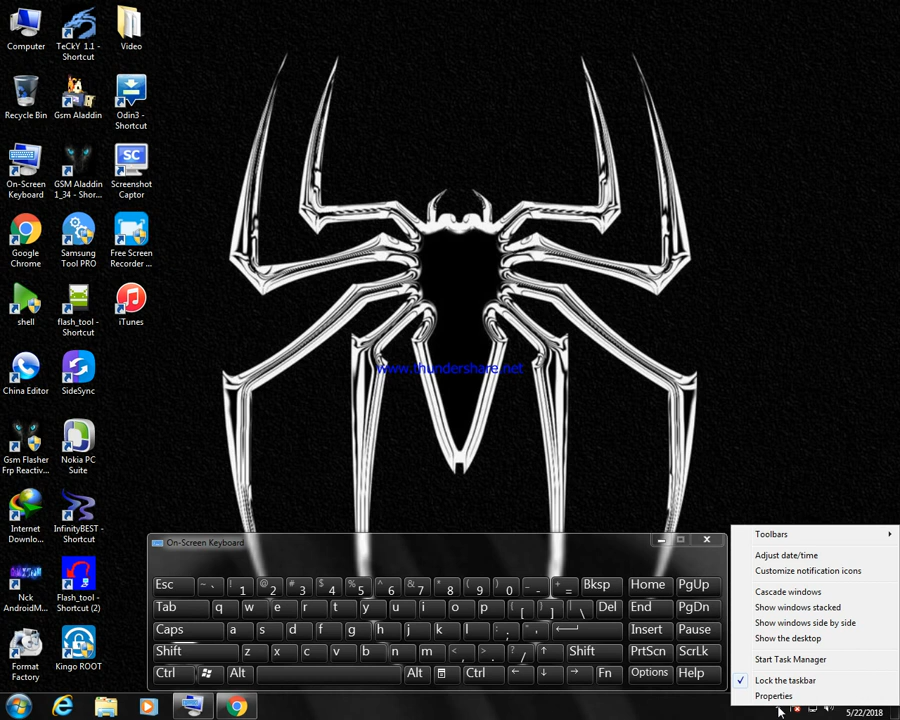 Computer
TeCkY 1.1 -
Shortcut
Video
Recycle Bin
Gsm Aladdin
Odin3 -
Shortcut
On-Screen
Keyboard
GSM Aladdin
1_34 - Shor...
SC
Screenshot
Captor
Google
Chrome
Samsung
Tool PRO
Free Screen
Recorder ...
shell
flash_tool -
Shortcut
iTunes
China Editor
SideSync
Gsm Flasher
Frp Reactiv...
Nokia PC
Suite
Internet
Downlo...
InfinityBEST -
Shortcut
Nck
AndroidM...
Flash_tool -
Shortcut (2)
Format
Factory
Kingo ROOT
www.thundershare.net
On-Screen Keyboard
Esc ~ ` ! 1 @ 2 # 3 $ 4 % 5 ^ 6 & 7 * 8 ( 9 ) 0 _ - + = Bksp Home PgUp
Tab q w e r t y u i o p { [ } ] | \ Del End PgDn
Caps a s d f g h j k l : ; " ' Insert Pause
Shift z x c v b n m < , > . ? / ↑ Shift PrtScn ScrLk
Ctrl Alt Alt Ctrl ← ↓ → Fn Options Help
Toolbars
Adjust date/time
Customize notification icons
Cascade windows
Show windows stacked
Show windows side by side
Show the desktop
Start Task Manager
Lock the taskbar
Properties
5/22/2018